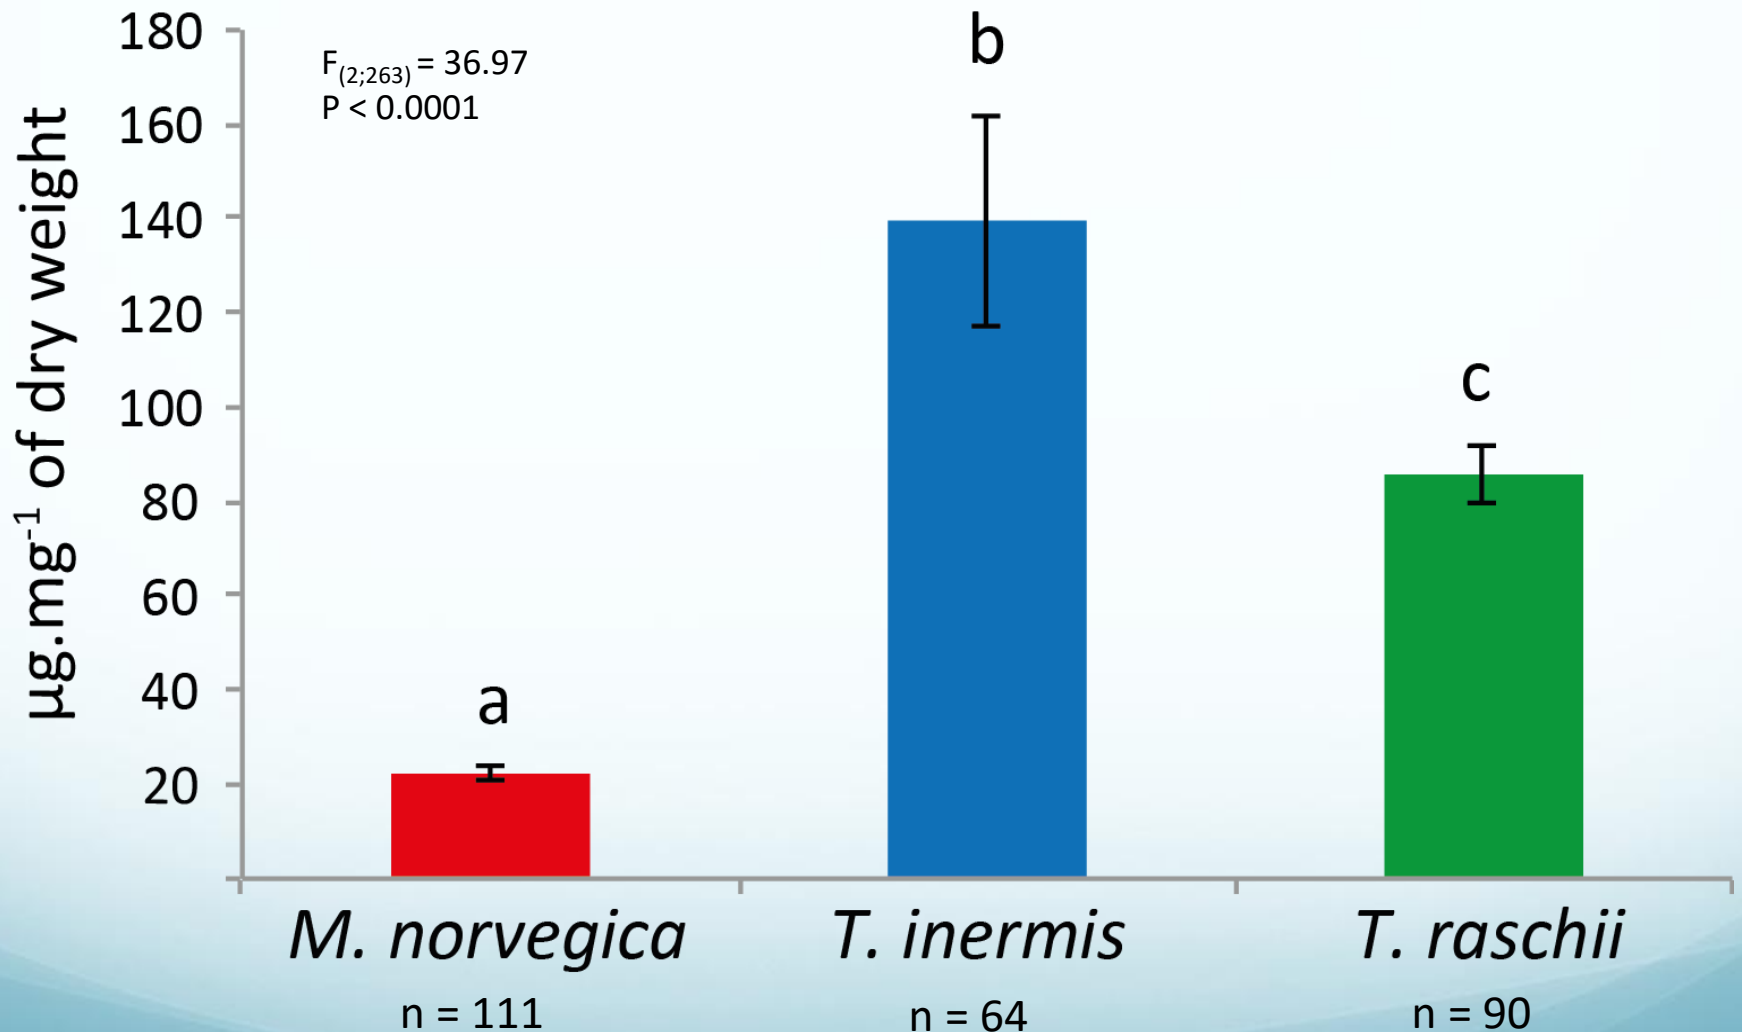 µg.mg⁻¹ of dry weight
180
160
140
120
100
80
60
40
20
F(2;263) = 36.97
P < 0.0001
a
b
c
M. norvegica
T. inermis
T. raschii
n = 111
n = 64
n = 90